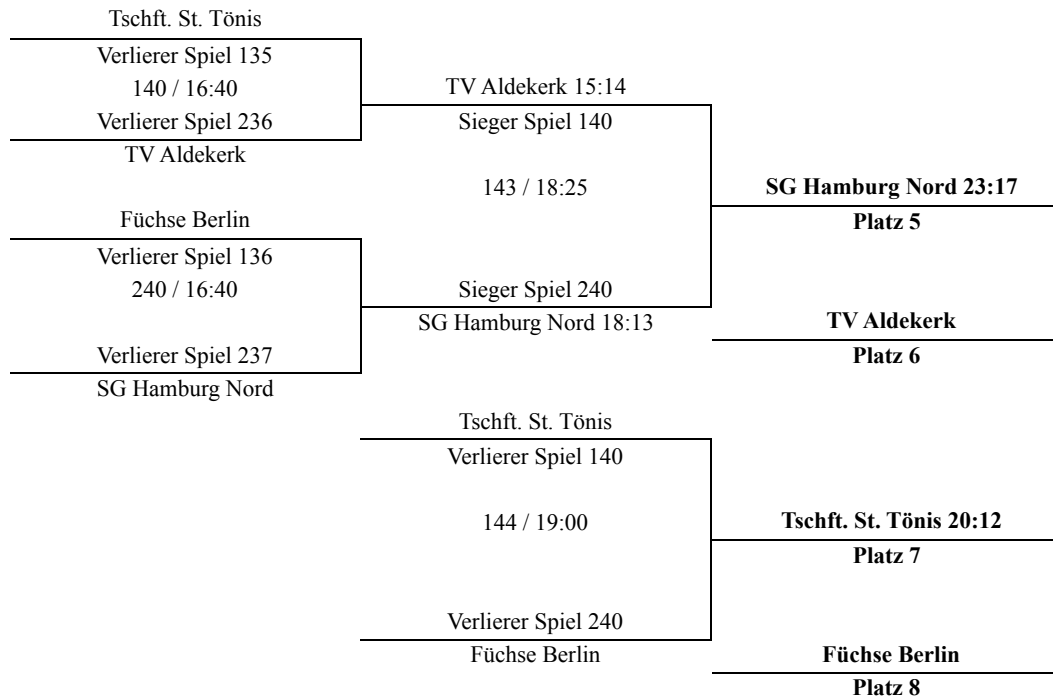 Tschft. St. Tönis
Verlierer Spiel 135
140 / 16:40
Verlierer Spiel 236
TV Aldekerk
TV Aldekerk 15:14
Sieger Spiel 140
143 / 18:25
SG Hamburg Nord 23:17
Platz 5
Füchse Berlin
Verlierer Spiel 136
240 / 16:40
Verlierer Spiel 237
SG Hamburg Nord
Sieger Spiel 240
SG Hamburg Nord 18:13
TV Aldekerk
Platz 6
Tschft. St. Tönis
Verlierer Spiel 140
144 / 19:00
Verlierer Spiel 240
Füchse Berlin
Tschft. St. Tönis 20:12
Platz 7
Füchse Berlin
Platz 8